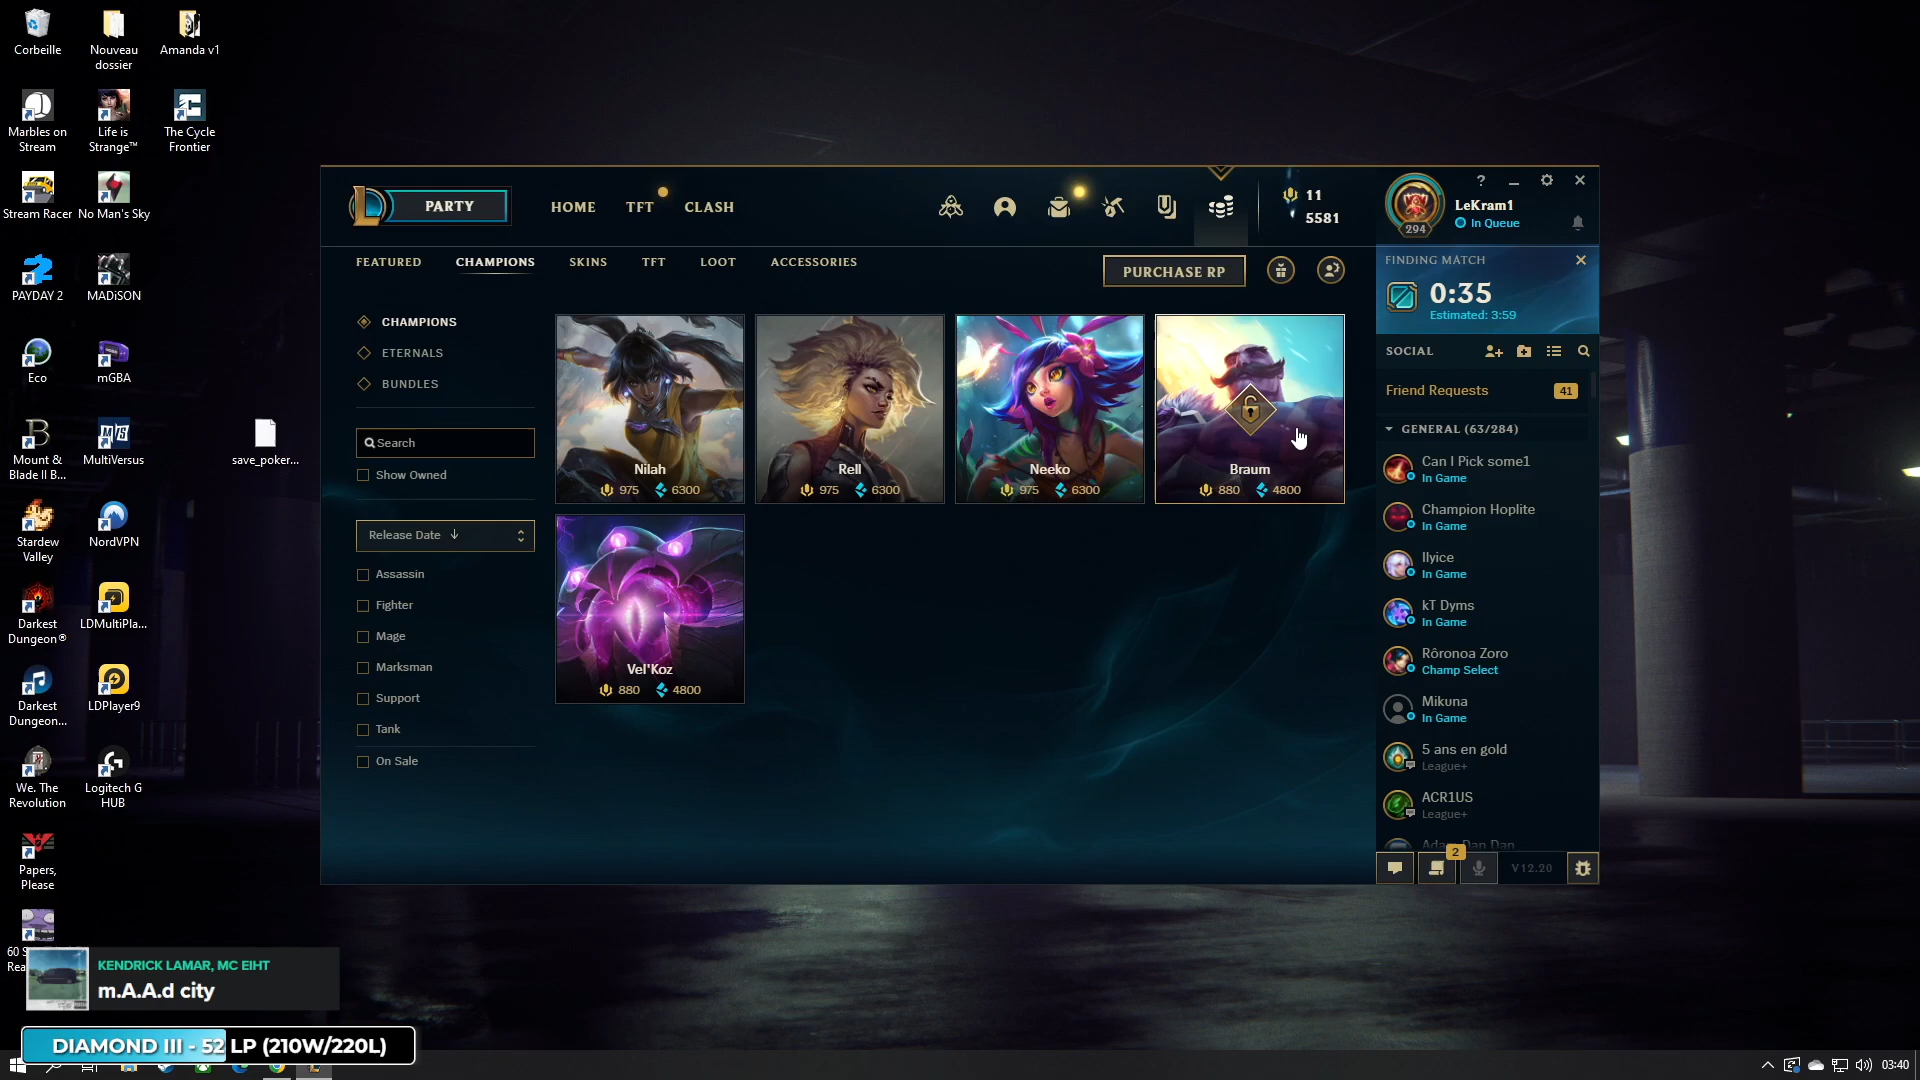 Corbeille
Nouveau
dossier
Amanda v1
Marbles on
Stream
Life is
Strange™
The Cycle
Frontier
Stream Racer
No Man's Sky
PAYDAY 2
MADiSON
Eco
mGBA
Mount &
Blade II B...
MultiVersus
save_poker...
Stardew
Valley
NordVPN
Darkest
Dungeon®
LDMultiPla...
Darkest
Dungeon...
LDPlayer9
We. The
Revolution
Logitech G
HUB
Papers,
Please
60 S
Rea
KENDRICK LAMAR, MC EIHT
m.A.A.d city
DIAMOND III - 52 LP (210W/220L)
PARTY
HOME
TFT
CLASH
11
5581
FEATURED
CHAMPIONS
SKINS
TFT
LOOT
ACCESSORIES
PURCHASE RP
CHAMPIONS
ETERNALS
BUNDLES
Search
Show Owned
Release Date
Assassin
Fighter
Mage
Marksman
Support
Tank
On Sale
Nilah
975 6300
Rell
975 6300
Neeko
975 6300
Braum
880 4800
Vel'Koz
880 4800
294
LeKram1
In Queue
FINDING MATCH
0:35
Estimated: 3:59
SOCIAL
Friend Requests
41
GENERAL (63/284)
Can I Pick some1
In Game
Champion Hoplite
In Game
Ilyice
In Game
kT Dyms
In Game
Rôronoa Zoro
Champ Select
Mikuna
In Game
5 ans en gold
League+
ACR1US
League+
2
V12.20
03:40